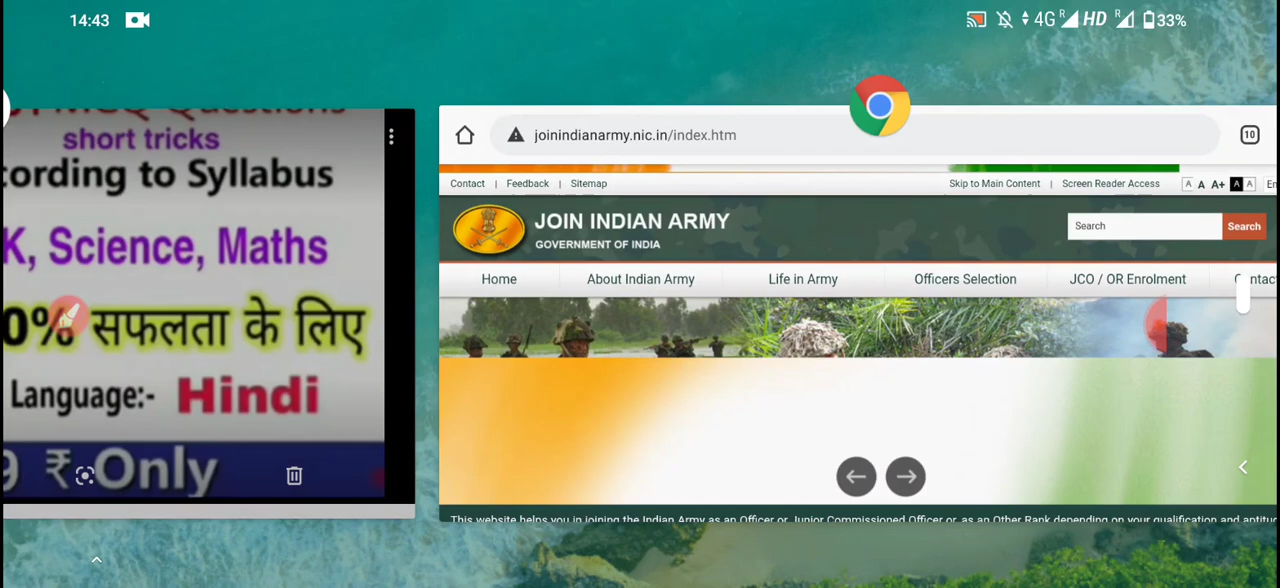 14:43
4G R HD R 33%
short tricks
cording to Syllabus
K, Science, Maths
0% सफलता के लिए
Language:- Hindi
9 ₹ Only
joinindianarmy.nic.in/index.htm
10
Contact | Feedback | Sitemap
Skip to Main Content | Screen Reader Access A A A+ A A En
JOIN INDIAN ARMY
GOVERNMENT OF INDIA
Search Search
Home About Indian Army Life in Army Officers Selection JCO / OR Enrolment
This website helps you in joining the Indian Army as an Officer or Junior Commissioned Officer or as an Other Rank depending on your qualification and